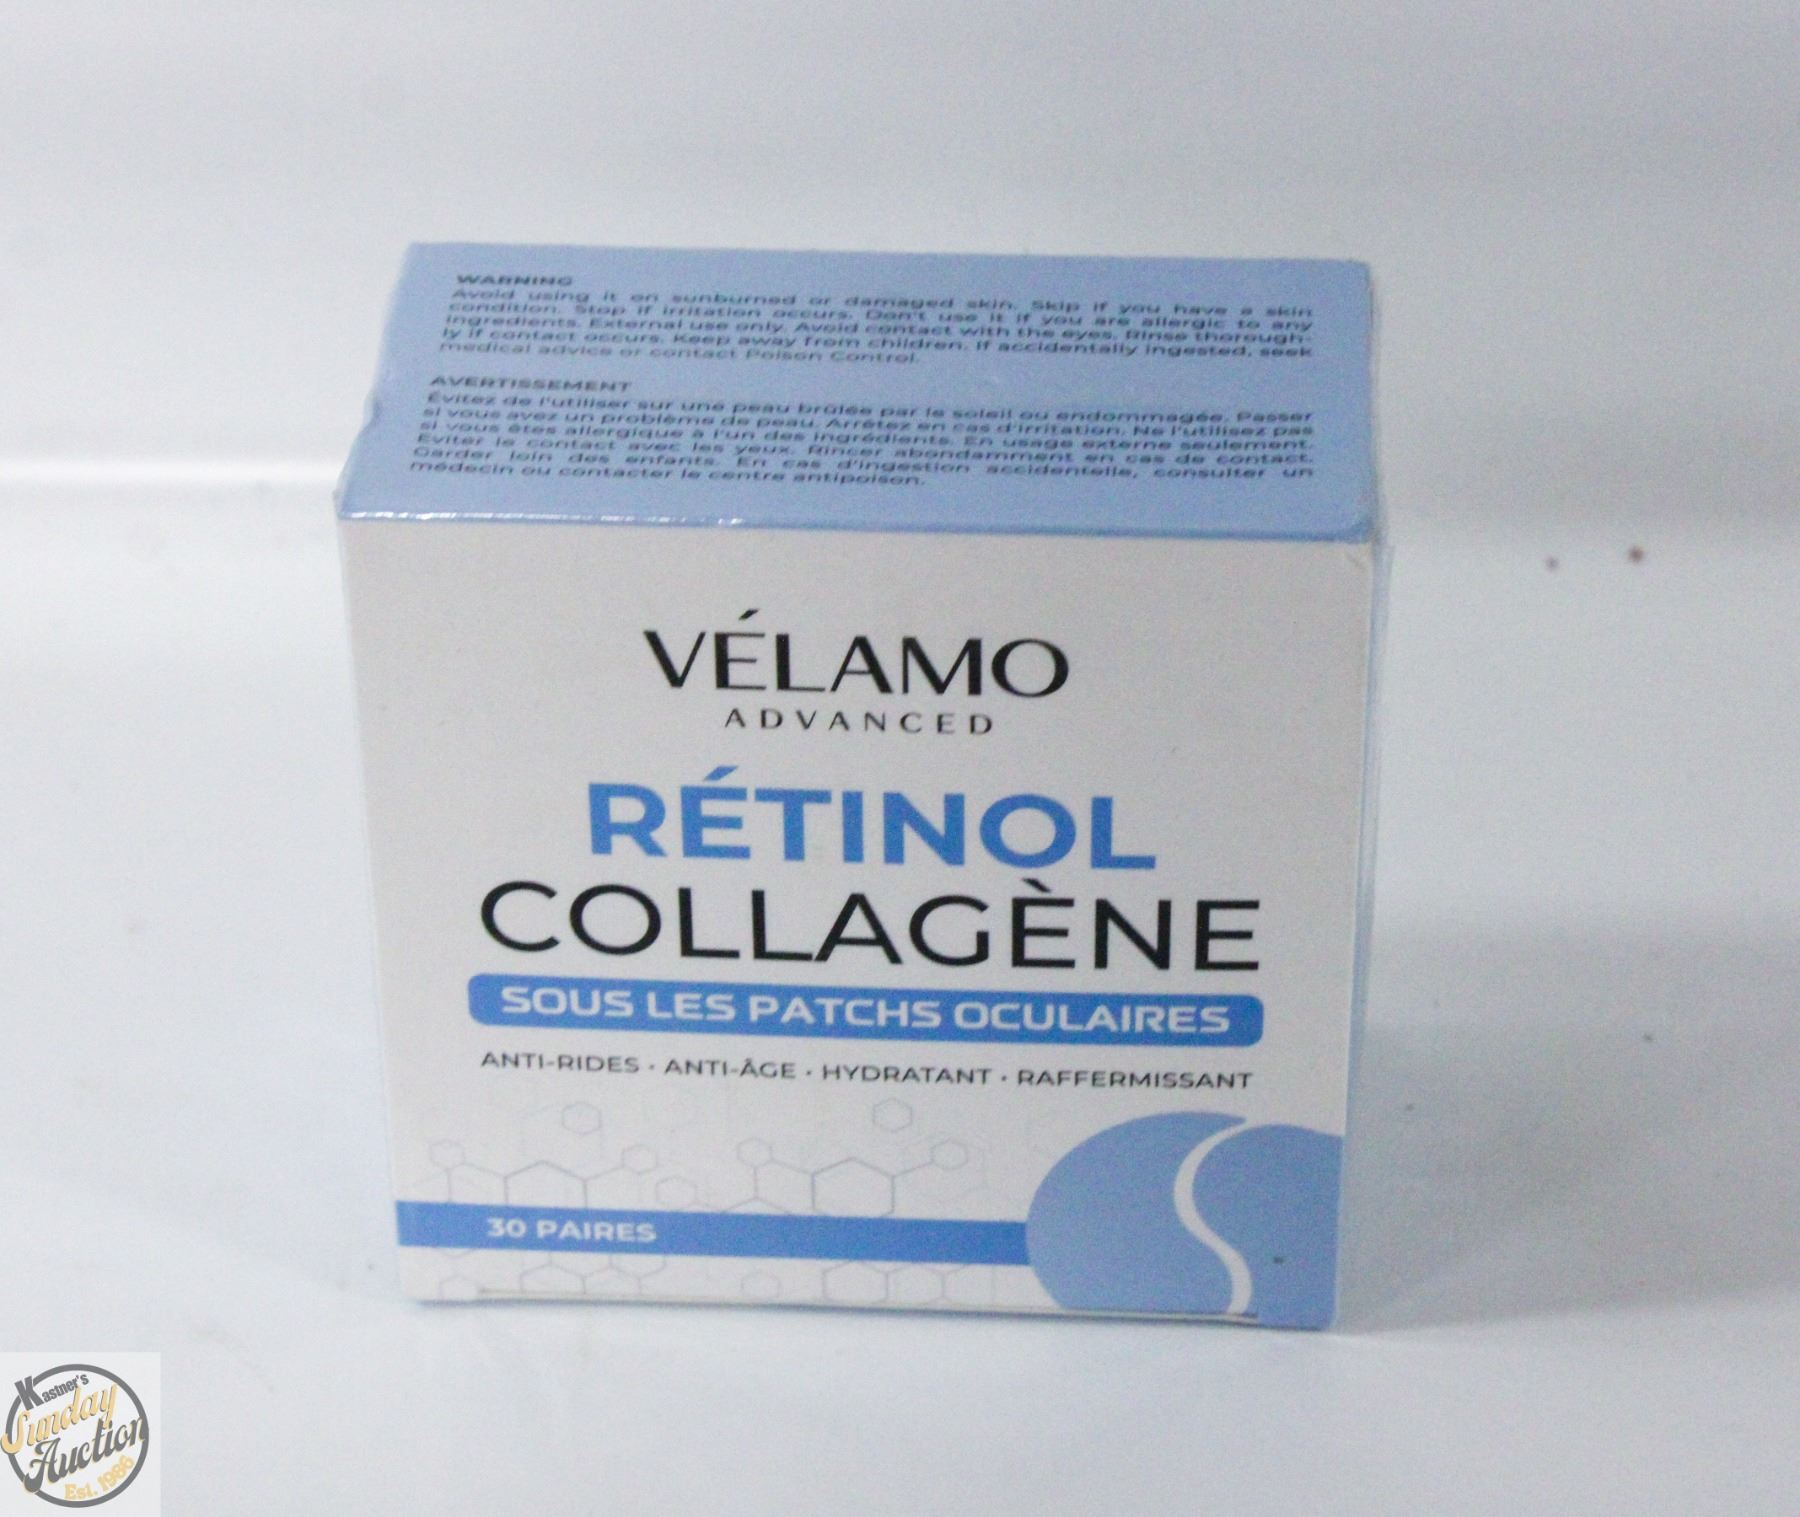 WARNING
Avoid using it on sunburned or damaged skin. Skip if you have a skin
condition. Stop if irritation occurs. Don't use it if you are allergic to any
ingredients. External use only. Avoid contact with the eyes. Rinse thorough-
ly if contact occurs. Keep away from children. If accidentally ingested, seek
medical advice or contact Poison Control.
AVERTISSEMENT
Évitez de l'utiliser sur une peau brûlée par le soleil ou endommagée. Passer
si vous avez un problème de peau. Arrêtez en cas d'irritation. Ne l'utilisez pas
si vous êtes allergique à l'un des ingrédients. En usage externe seulement.
Éviter le contact avec les yeux. Rincer abondamment en cas de contact.
Garder loin des enfants. En cas d'ingestion accidentelle, consulter un
médecin ou contacter le centre antipoison.
VÉLAMO
ADVANCED
RÉTINOL
COLLAGÈNE
SOUS LES PATCHS OCULAIRES
ANTI-RIDES · ANTI-ÂGE · HYDRATANT · RAFFERMISSANT
30 PAIRES
Kastner's
Sunday
Auction
Est. 1986